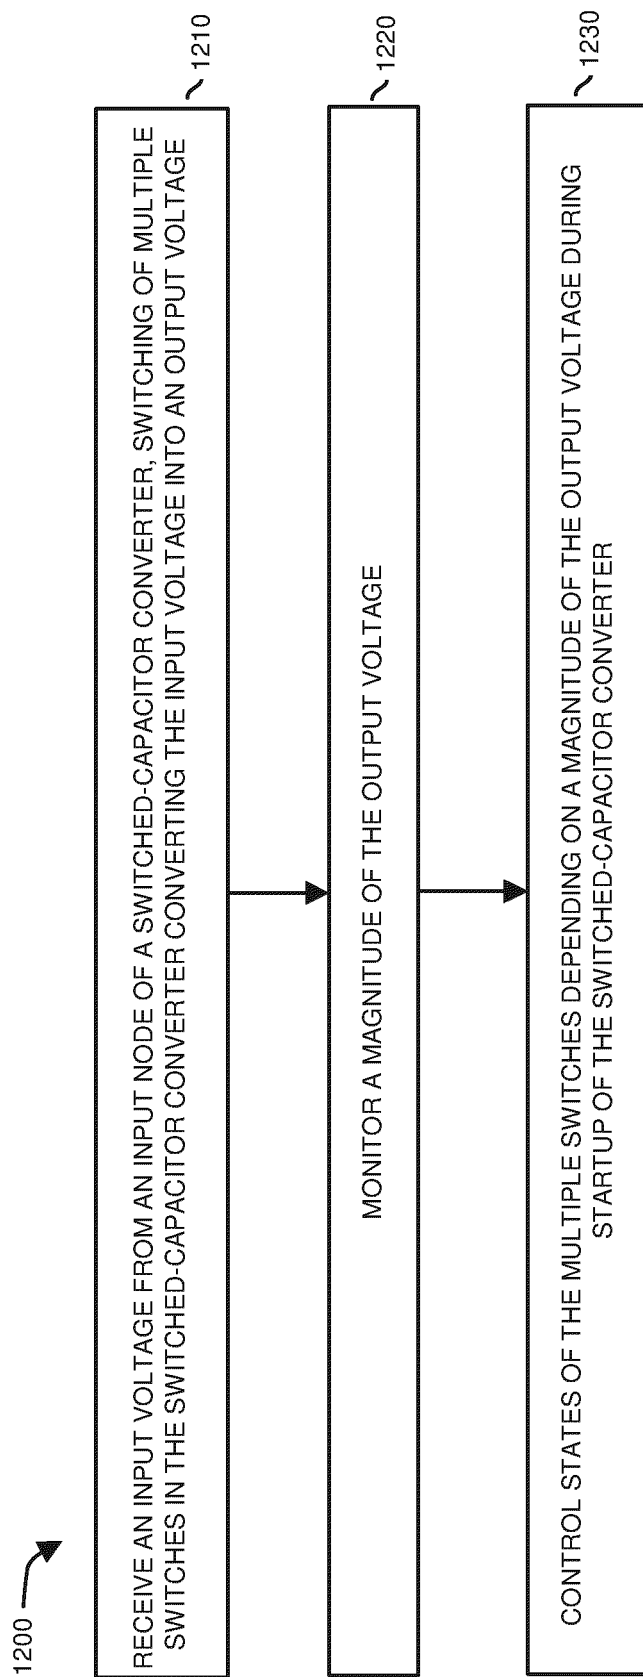 1200
RECEIVE AN INPUT VOLTAGE FROM AN INPUT NODE OF A SWITCHED-CAPACITOR CONVERTER, SWITCHING OF MULTIPLE
SWITCHES IN THE SWITCHED-CAPACITOR CONVERTER CONVERTING THE INPUT VOLTAGE INTO AN OUTPUT VOLTAGE
1210
MONITOR A MAGNITUDE OF THE OUTPUT VOLTAGE
1220
CONTROL STATES OF THE MULTIPLE SWITCHES DEPENDING ON A MAGNITUDE OF THE OUTPUT VOLTAGE DURING
STARTUP OF THE SWITCHED-CAPACITOR CONVERTER
1230